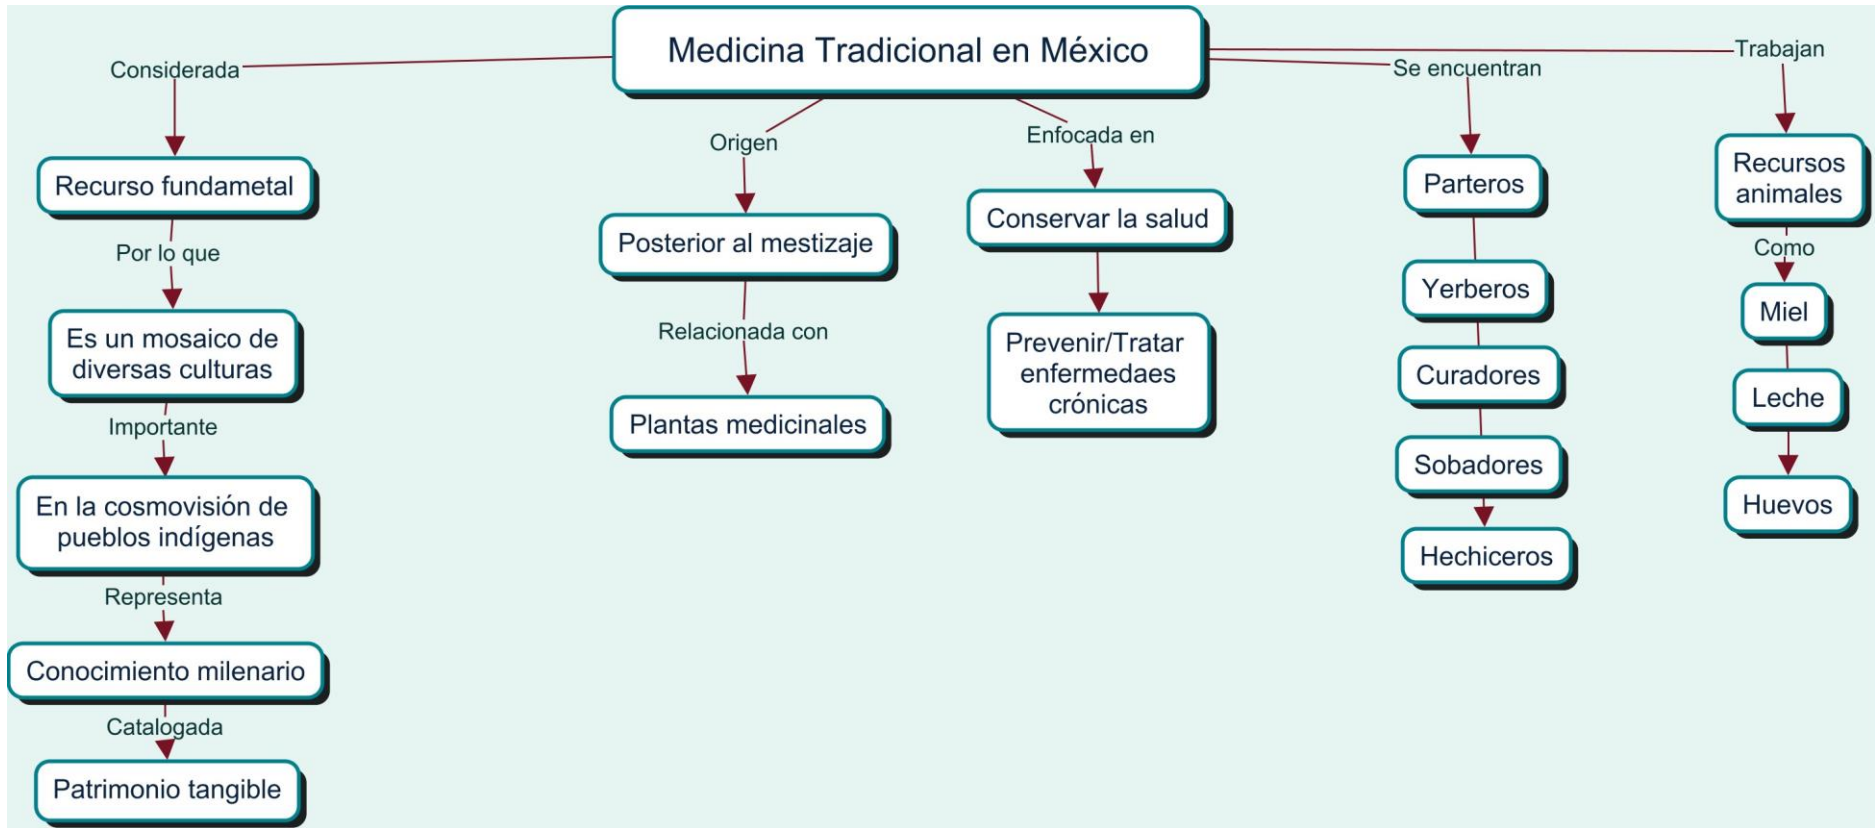 Medicina Tradicional en México
Considerada
Recurso fundametal
Por lo que
Es un mosaico de
diversas culturas
Importante
En la cosmovisión de
pueblos indígenas
Representa
Conocimiento milenario
Catalogada
Patrimonio tangible
Origen
Posterior al mestizaje
Relacionada con
Plantas medicinales
Enfocada en
Conservar la salud
Prevenir/Tratar
enfermedaes
crónicas
Se encuentran
Parteros
Yerberos
Curadores
Sobadores
Hechiceros
Trabajan
Recursos
animales
Como
Miel
Leche
Huevos